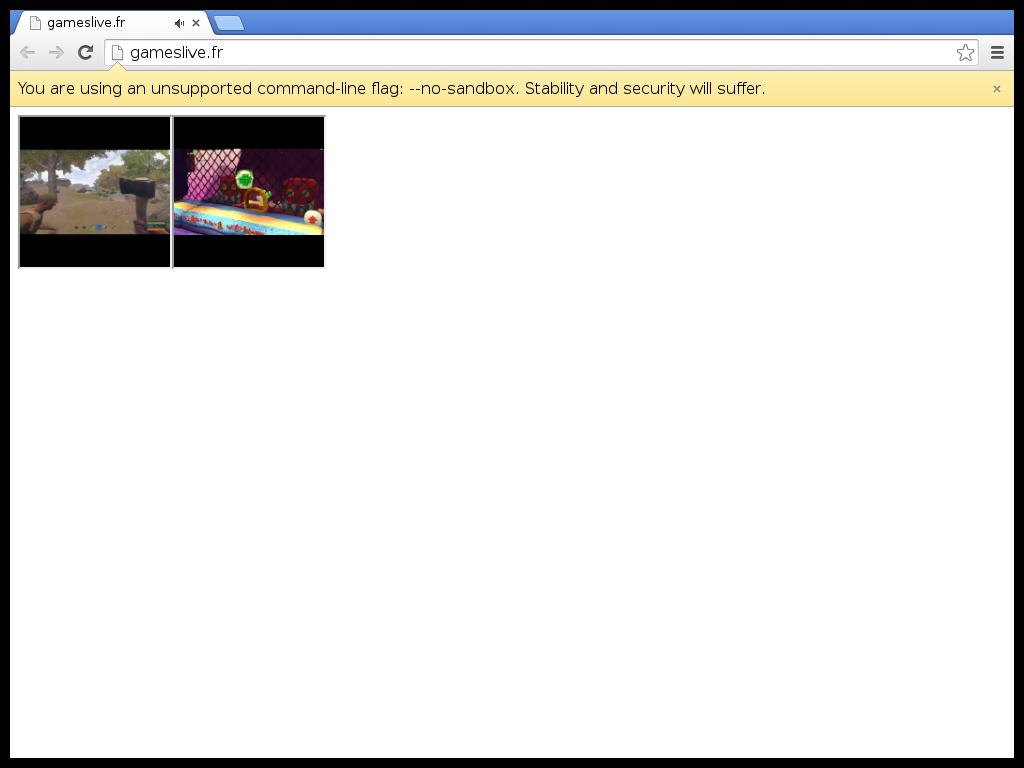 gameslive.fr
gameslive.fr
You are using an unsupported command-line flag: --no-sandbox. Stability and security will suffer.